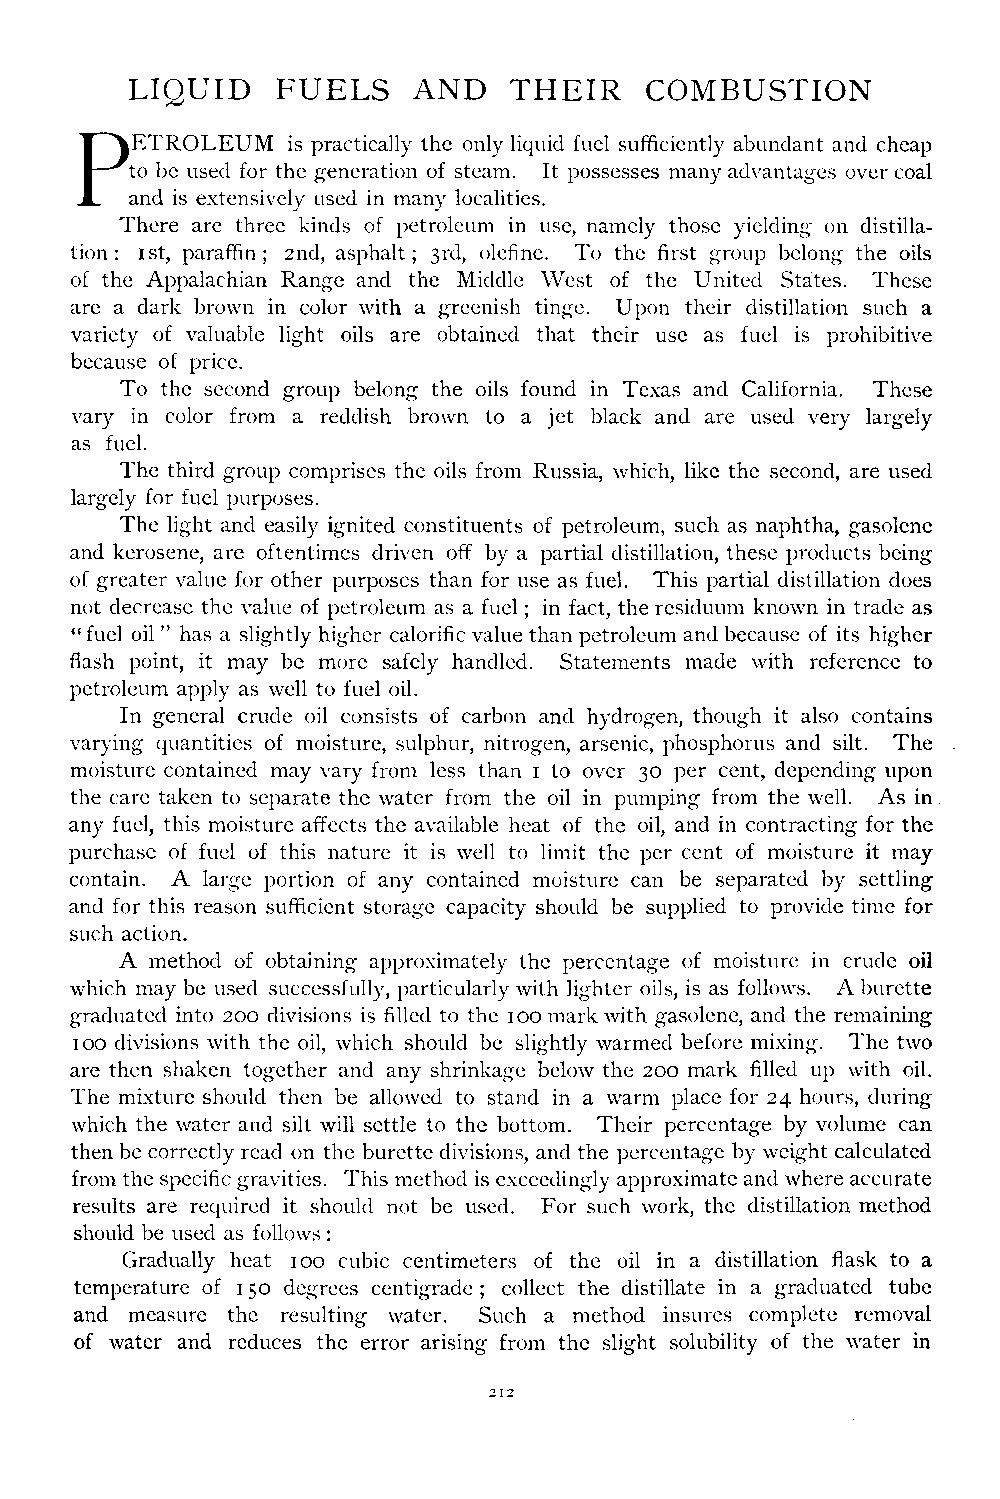 LIQUID FUELS AND THEIR COMBUSTION
PETROLEUM is practically the only liquid fuel sufficiently abundant and cheap
to be used for the generation of steam. It possesses many advantages over coal
and is extensively used in many localities.
There are three kinds of petroleum in use, namely those yielding on distilla-
tion: 1st, paraffin; 2nd, asphalt; 3rd, olefine. To the first group belong the oils
of the Appalachian Range and the Middle West of the United States. These
are a dark brown in color with a greenish tinge. Upon their distillation such a
variety of valuable light oils are obtained that their use as fuel is prohibitive
because of price.
To the second group belong the oils found in Texas and California. These
vary in color from a reddish brown to a jet black and are used very largely
as fuel.
The third group comprises the oils from Russia, which, like the second, are used
largely for fuel purposes.
The light and easily ignited constituents of petroleum, such as naphtha, gasolene
and kerosene, are oftentimes driven off by a partial distillation, these products being
of greater value for other purposes than for use as fuel. This partial distillation does
not decrease the value of petroleum as a fuel; in fact, the residuum known in trade as
“fuel oil” has a slightly higher calorific value than petroleum and because of its higher
flash point, it may be more safely handled. Statements made with reference to
petroleum apply as well to fuel oil.
In general crude oil consists of carbon and hydrogen, though it also contains
varying quantities of moisture, sulphur, nitrogen, arsenic, phosphorus and silt. The
moisture contained may vary from less than 1 to over 30 per cent, depending upon
the care taken to separate the water from the oil in pumping from the well. As in
any fuel, this moisture affects the available heat of the oil, and in contracting for the
purchase of fuel of this nature it is well to limit the per cent of moisture it may
contain. A large portion of any contained moisture can be separated by settling
and for this reason sufficient storage capacity should be supplied to provide time for
such action.
A method of obtaining approximately the percentage of moisture in crude oil
which may be used successfully, particularly with lighter oils, is as follows. A burette
graduated into 200 divisions is filled to the 100 mark with gasolene, and the remaining
100 divisions with the oil, which should be slightly warmed before mixing. The two
are then shaken together and any shrinkage below the 200 mark filled up with oil.
The mixture should then be allowed to stand in a warm place for 24 hours, during
which the water and silt will settle to the bottom. Their percentage by volume can
then be correctly read on the burette divisions, and the percentage by weight calculated
from the specific gravities. This method is exceedingly approximate and where accurate
results are required it should not be used. For such work, the distillation method
should be used as follows:
Gradually heat 100 cubic centimeters of the oil in a distillation flask to a
temperature of 150 degrees centigrade; collect the distillate in a graduated tube
and measure the resulting water. Such a method insures complete removal
of water and reduces the error arising from the slight solubility of the water in
212